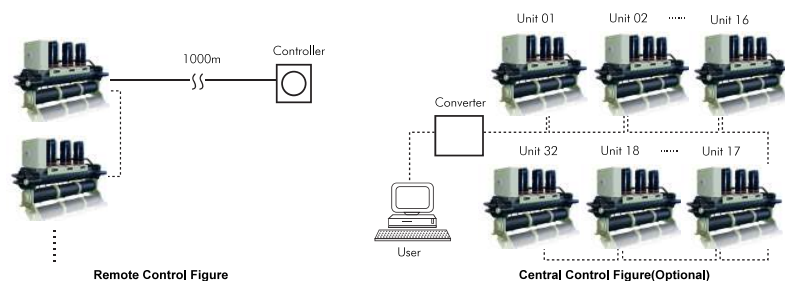 1000m
Controller
Remote Control Figure
Unit 01 Unit 02 ...... Unit 16
Converter
Unit 32 Unit 18 ...... Unit 17
User
Central Control Figure(Optional)